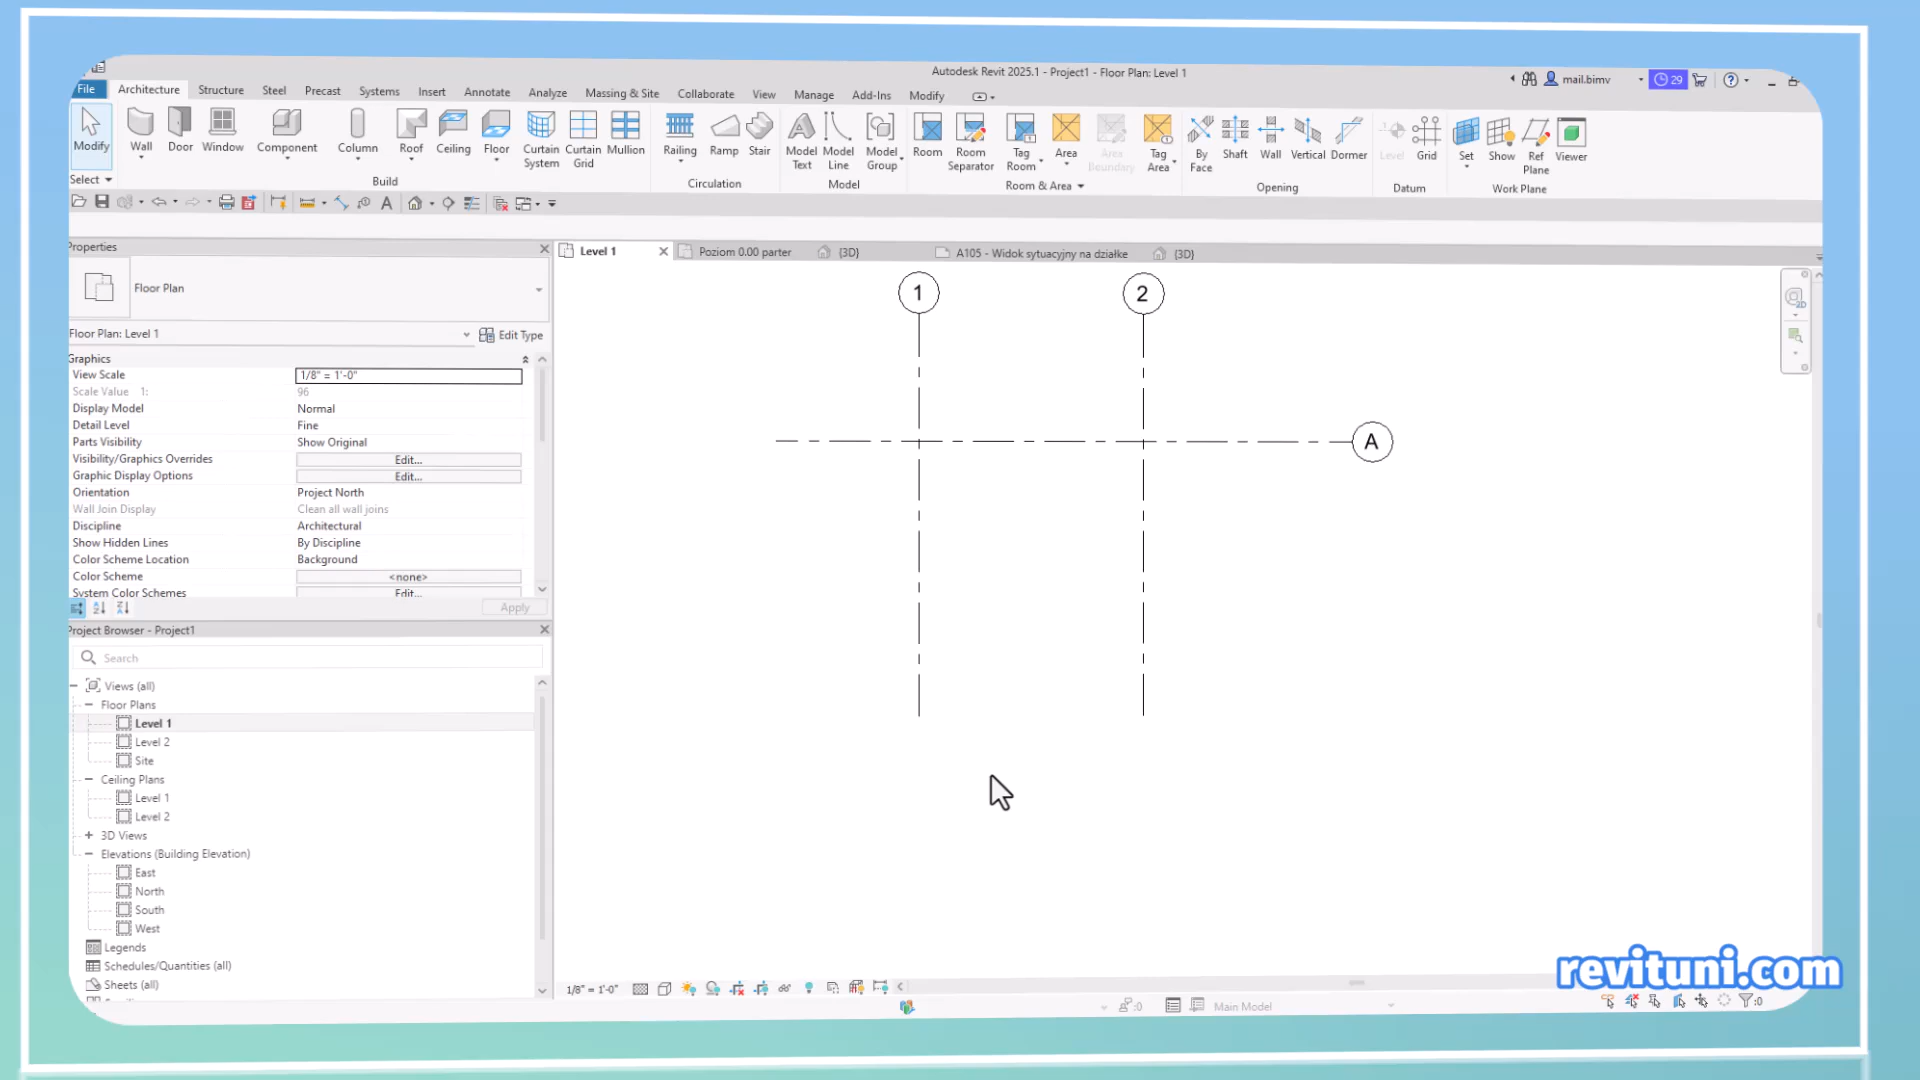 Autodesk Revit 2025.1 - Project1 - Floor Plan: Level 1
mail.bimv
29
File Architecture Structure Steel Precast Systems Insert Annotate Analyze Massing & Site Collaborate View Manage Add-Ins Modify
Modify Wall Door Window Component Column Roof Ceiling Floor Curtain System Curtain Grid Mullion Railing Ramp Stair Model Text Model Line Model Group Room Room Separator Tag Room Area Area Boundary Tag Area By Face Shaft Wall Vertical Dormer Level Grid Set Show Ref Plane Viewer
Select Build Circulation Model Room & Area Opening Datum Work Plane
Properties
Level 1 Poziom 0.00 parter {3D} A105 - Widok sytuacyjny na działke {3D}
Floor Plan
Floor Plan: Level 1 Edit Type
Graphics
View Scale 1/8" = 1'-0"
Scale Value 1: 96
Display Model Normal
Detail Level Fine
Parts Visibility Show Original
Visibility/Graphics Overrides Edit...
Graphic Display Options Edit...
Orientation Project North
Wall Join Display Clean all wall joins
Discipline Architectural
Show Hidden Lines By Discipline
Color Scheme Location Background
Color Scheme <none>
System Color Schemes Edit...
Apply
Project Browser - Project1
Search
Views (all)
Floor Plans
Level 1
Level 2
Site
Ceiling Plans
Level 1
Level 2
3D Views
Elevations (Building Elevation)
East
North
South
West
Legends
Schedules/Quantities (all)
Sheets (all)
1
2
A
revituni.com
1/8" = 1'-0"
:0 Main Model :0